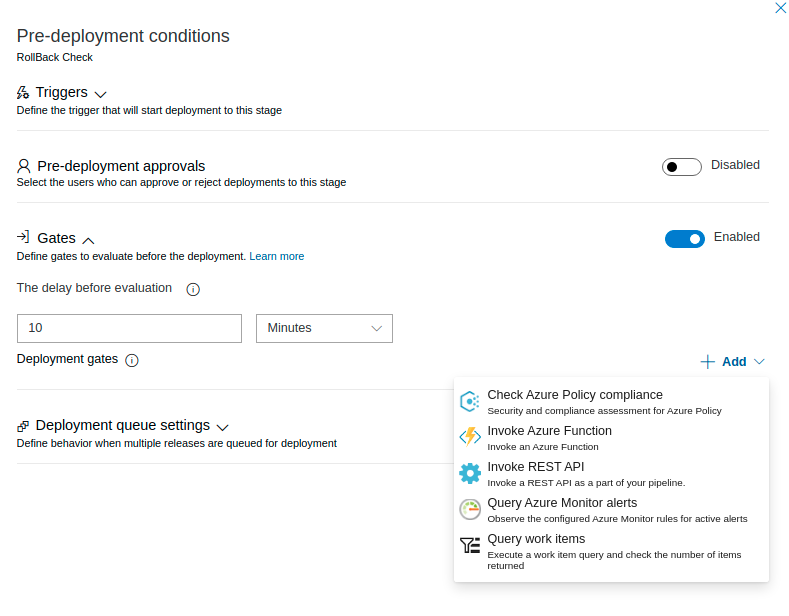 Pre-deployment conditions
RollBack Check
Triggers
Define the trigger that will start deployment to this stage
Pre-deployment approvals
Disabled
Select the users who can approve or reject deployments to this stage
Gates
Enabled
Define gates to evaluate before the deployment. Learn more
The delay before evaluation
10
Minutes
Deployment gates
Add
Check Azure Policy compliance
Security and compliance assessment for Azure Policy
Invoke Azure Function
Invoke an Azure Function
Invoke REST API
Invoke a REST API as a part of your pipeline.
Query Azure Monitor alerts
Observe the configured Azure Monitor rules for active alerts
Query work items
Execute a work item query and check the number of items
returned
Deployment queue settings
Define behavior when multiple releases are queued for deployment